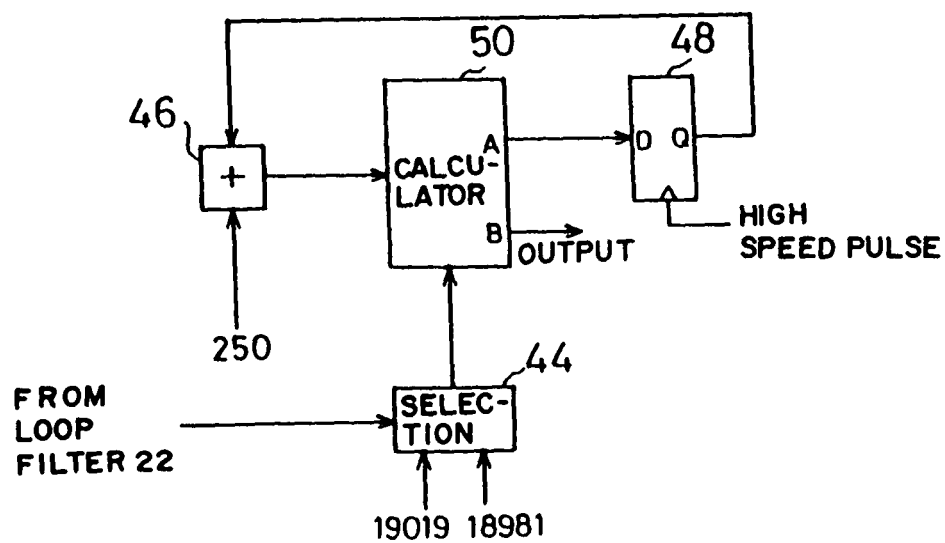 50
48
46
+
CALCU-
LATOR
A
B
D Q
OUTPUT
HIGH
SPEED PULSE
250
44
FROM
LOOP
FILTER 22
SELEC-
TION
19019 18981